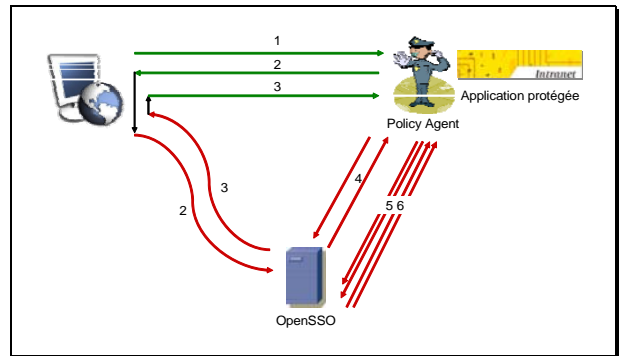 1
2
3
Intranet
Application protégée
Policy Agent
4
3
2
5 6
OpenSSO